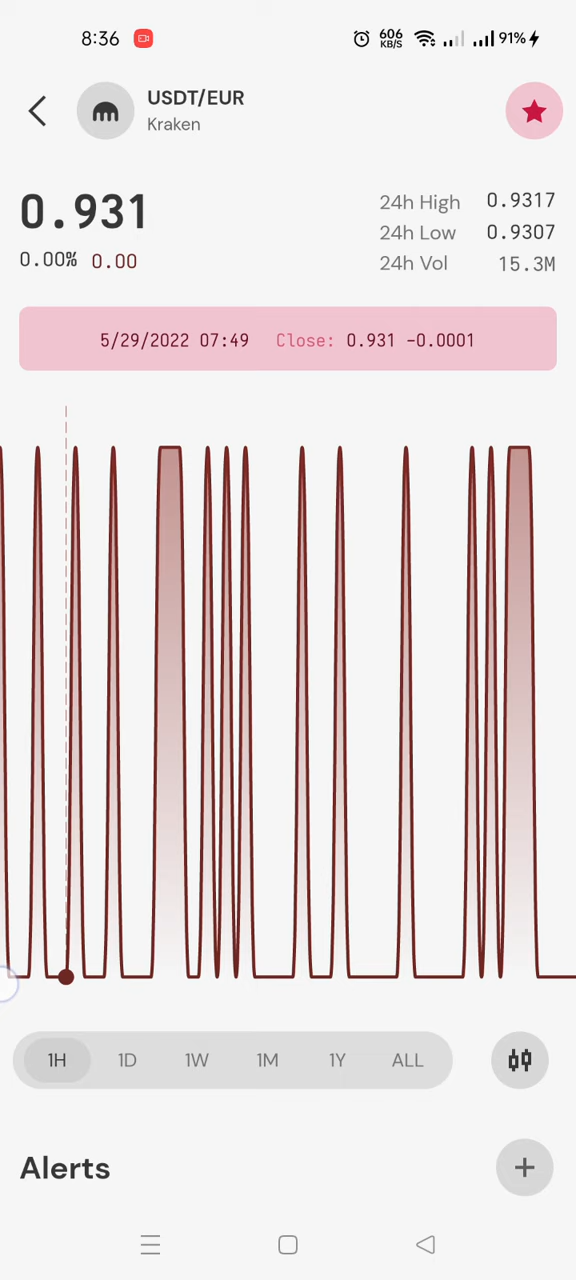 8:36 606 KB/S 91%
USDT/EUR
Kraken
0.931
0.00% 0.00
24h High 0.9317
24h Low 0.9307
24h Vol 15.3M
5/29/2022 07:49 Close: 0.931 -0.0001
1H 1D 1W 1M 1Y ALL
Alerts